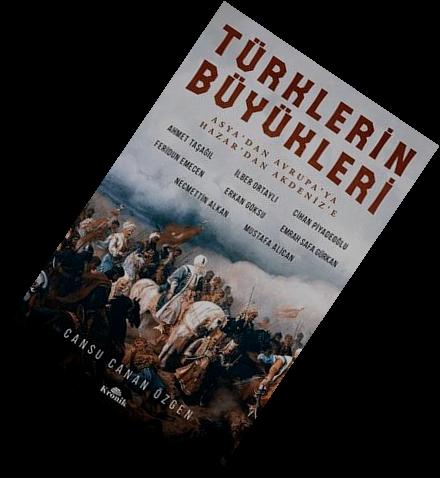 TÜRKLERİN
BÜYÜKLERİ
ASYA'DAN AVRUPA'YA
HAZAR'DAN AKDENİZ'E
AHMET TAŞAĞIL İLBER ORTAYLI CİHAN PİYADEOĞLU
FERİDUN EMECEN ERKAN GÖKSU EMRAH SAFA GÜRKAN
NECMETTİN ALKAN MUSTAFA ALİCAN
CANSU CANAN ÖZGEN
Kronik